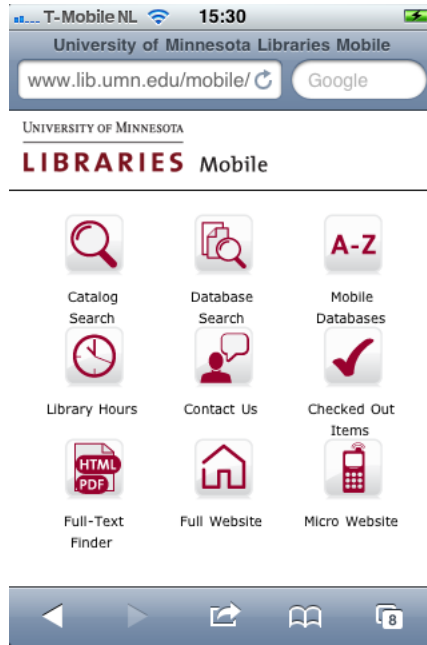 T-Mobile NL 15:30
University of Minnesota Libraries Mobile
www.lib.umn.edu/mobile/ Google
UNIVERSITY OF MINNESOTA
LIBRARIES Mobile
A-Z
Catalog Search
Database Search
Mobile Databases
Library Hours
Contact Us
Checked Out Items
HTML
PDF
Full-Text Finder
Full Website
Micro Website
8